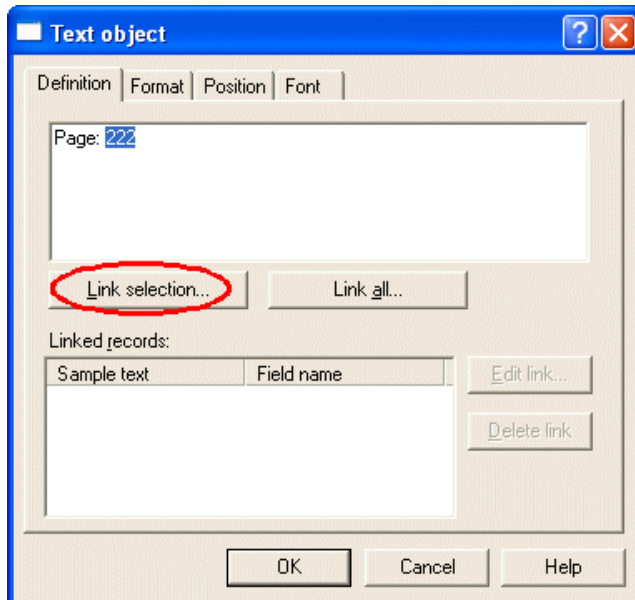 Text object
Definition Format Position Font
Page: 222
Link selection... Link all...
Linked records:
Sample text Field name
Edit link...
Delete link
OK Cancel Help